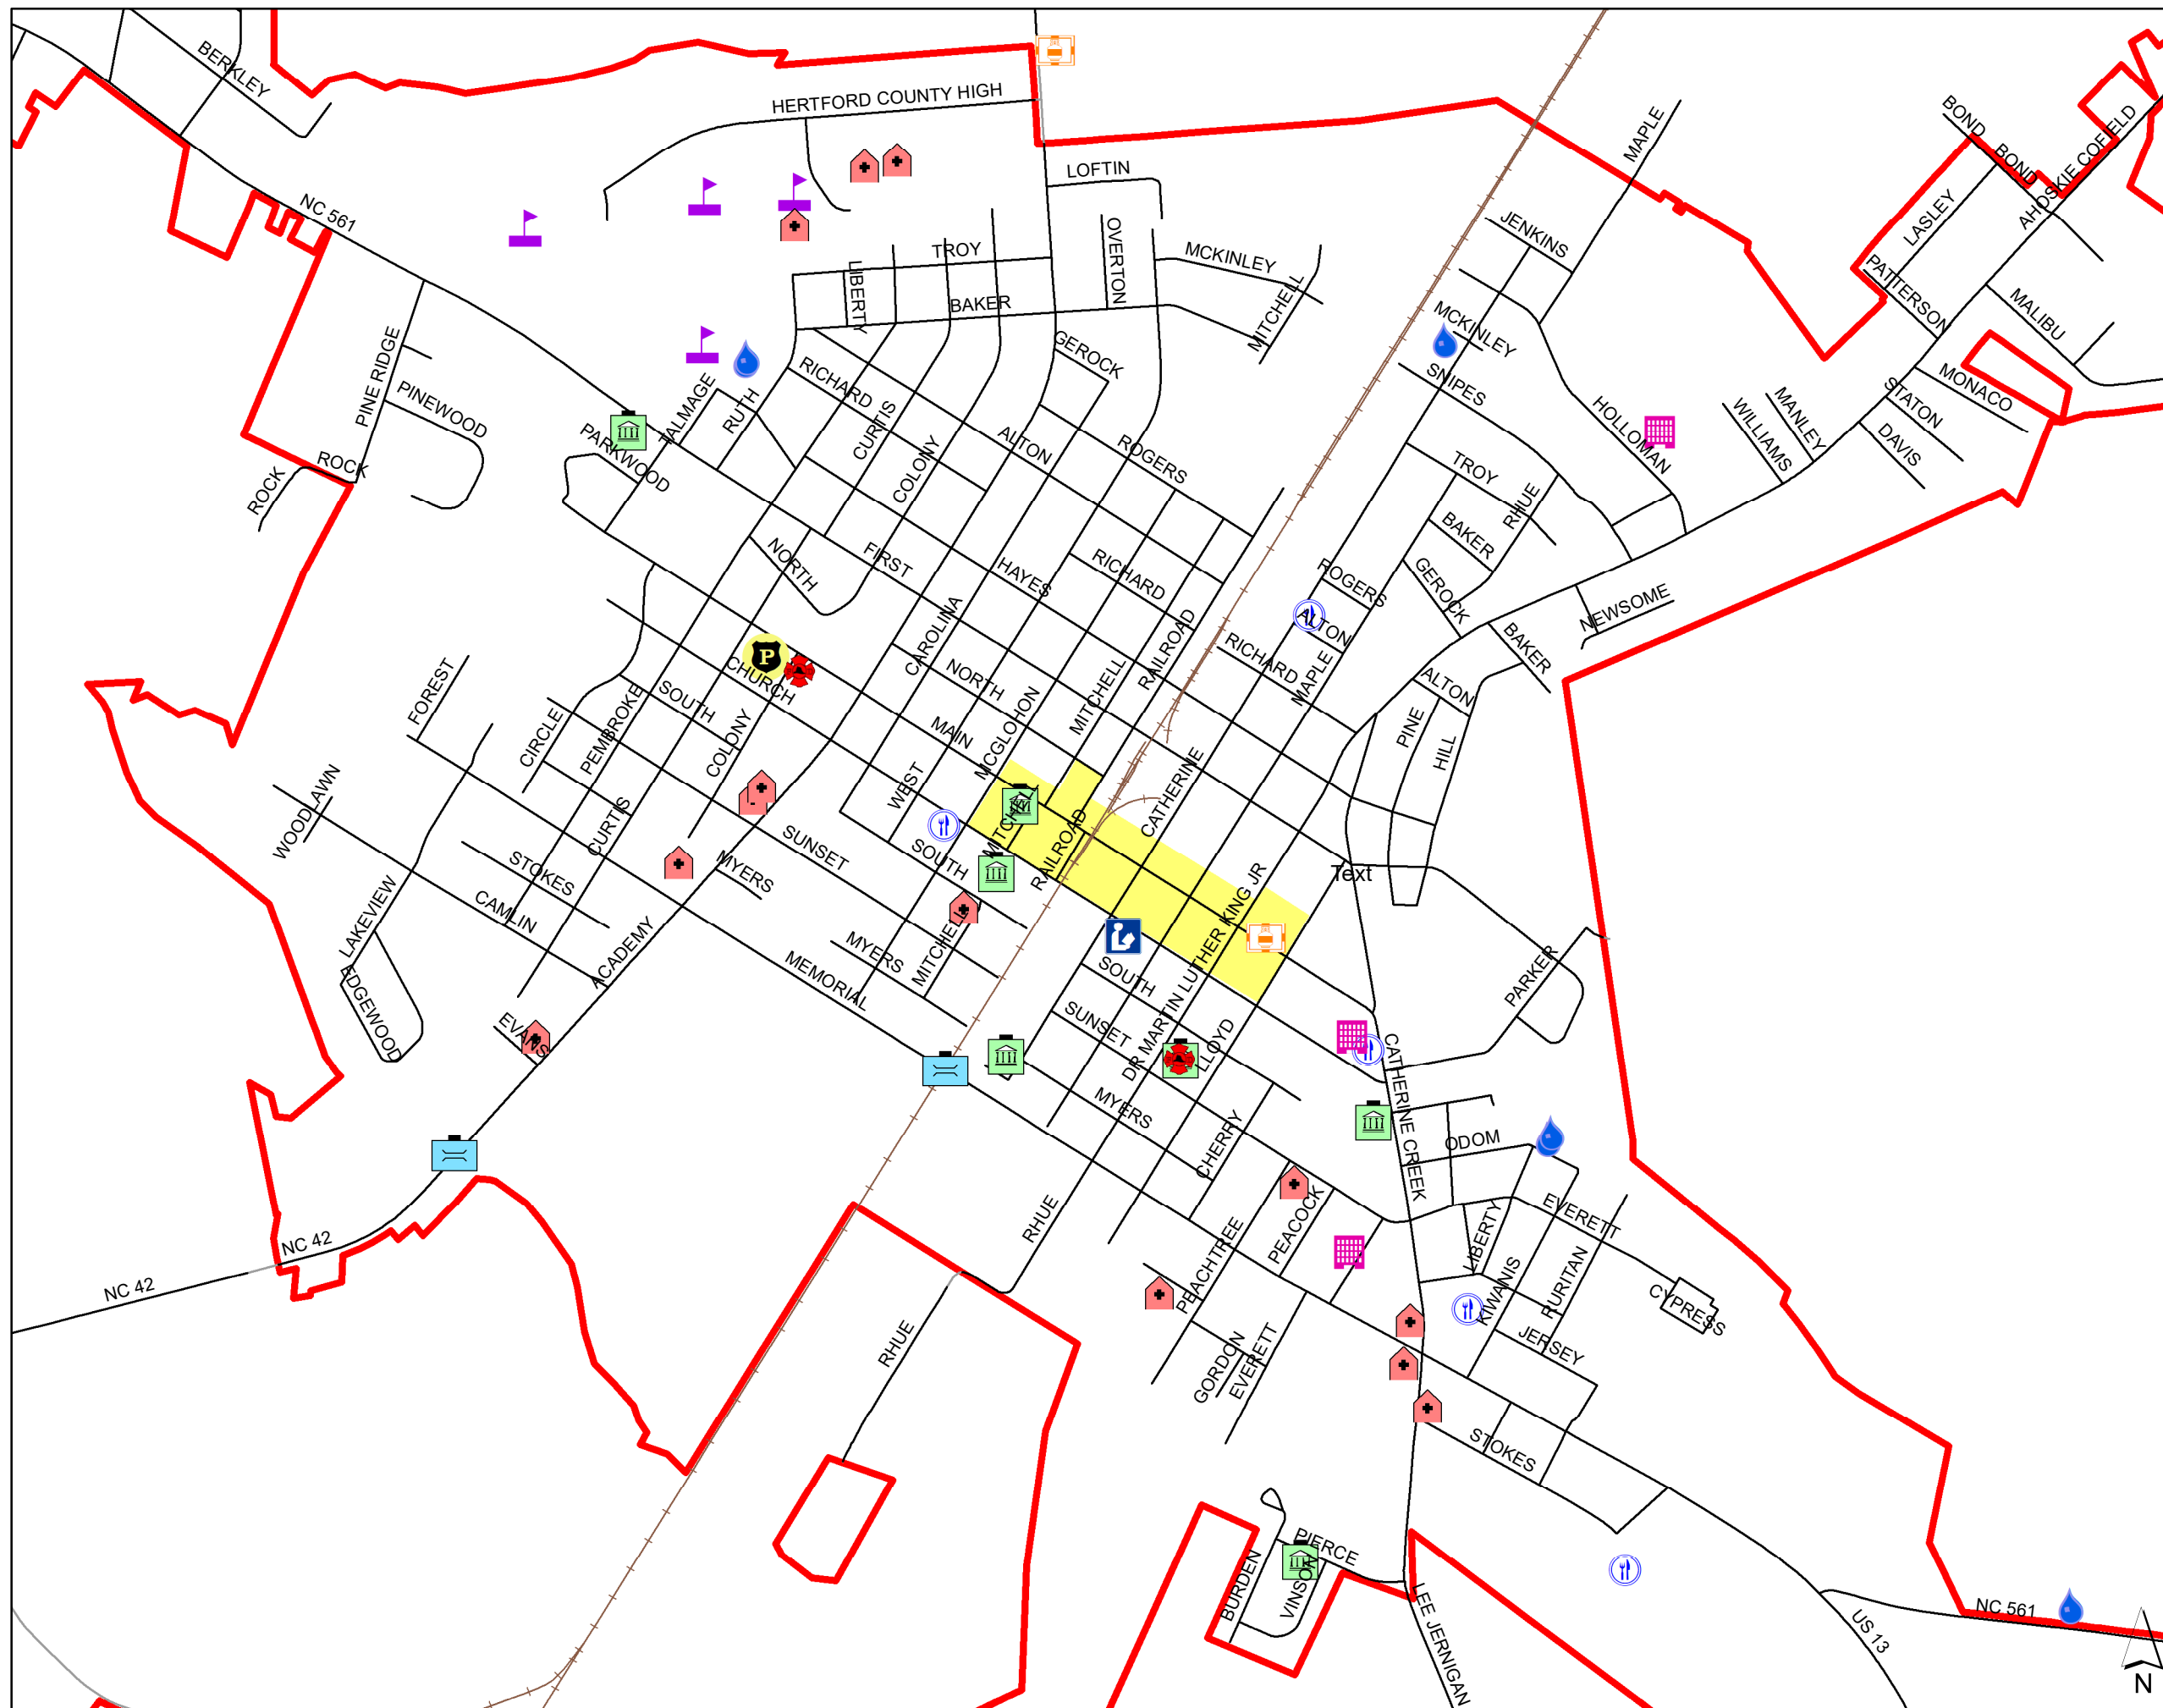 BERKLEY
HERTFORD COUNTY HIGH
MAPLE
BOND
BOND
AHOSKIE COFIELD
LOFTIN
NC 561
LASLEY
JENKINS
OVERTON
TROY
MCKINLEY
LIBERTY
PATTERSON
BAKER
MITCHELL
MALIBU
MCKINLEY
GEROCK
PINE RIDGE
RICHARD
SNIPES
MONACO
PINEWOOD
TALMAGE
RUTH
CURTIS
HOLLOMAN
WILLIAMS
MANLEY
STATON
DAVIS
PARKWOOD
COLONY
ALTON
ROGERS
TROY
ROCK
ROCK
RHUE
BAKER
NORTH
FIRST
HAYES
RICHARD
ROGERS
GEROCK
NEWSOME
CAROLINA
RAILROAD
ALTON
BAKER
P
CHURCH
RICHARD
MAPLE
FOREST
SOUTH
NORTH
MITCHELL
ALTON
CIRCLE
PEMBROKE
COLONY
MAIN
MCGLOHON
PINE
HILL
WOODLAWN
WEST
CATHERINE
CURTIS
SUNSET
MITCHELL
RAILROAD
STOKES
MYERS
SOUTH
Text
LAKEVIEW
CAMLIN
ACADEMY
MYERS
MITCHELL
SOUTH
DR MARTIN LUTHER KING JR
PARKER
EDGEWOOD
MEMORIAL
EVANS
SUNSET
LLOYD
CATHERINE CREEK
MYERS
CHERRY
ODOM
NC 42
NC 42
RHUE
PEACOCK
PEACHTREE
LIBERTY
EVERETT
KIWANIS
RURITAN
CYPRESS
RHUE
GORDON
EVERETT
JERSEY
STOKES
PIERCE
BURDEN
VINSON
LEE JERNIGAN
NC 561
US 13
N